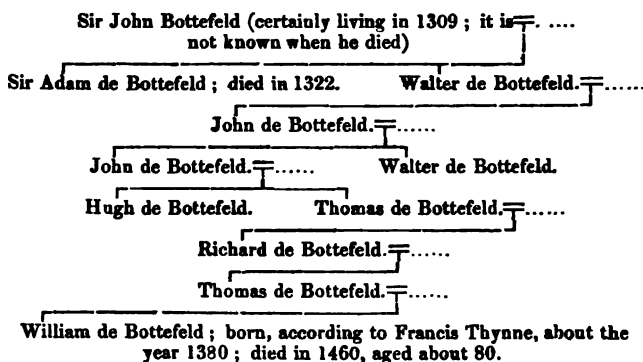 Sir John Bottefeld (certainly living in 1309 ; it is . ....
not known when he died)
Sir Adam de Bottefeld ; died in 1322. Walter de Bottefeld. ......
John de Bottefeld. ......
John de Bottefeld. ...... Walter de Bottefeld.
Hugh de Bottefeld. Thomas de Bottefeld. ......
Richard de Bottefeld. ......
Thomas de Bottefeld. ......
William de Bottefeld ; born, according to Francis Thynne, about the
year 1380 ; died in 1460, aged about 80.